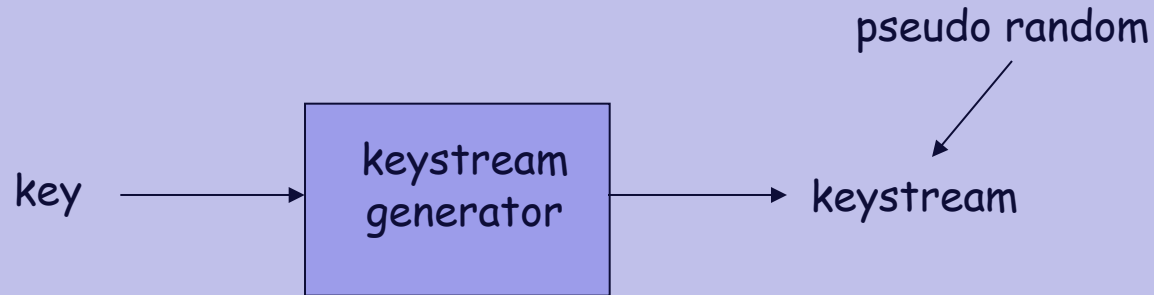 pseudo random
key
keystream
generator
keystream